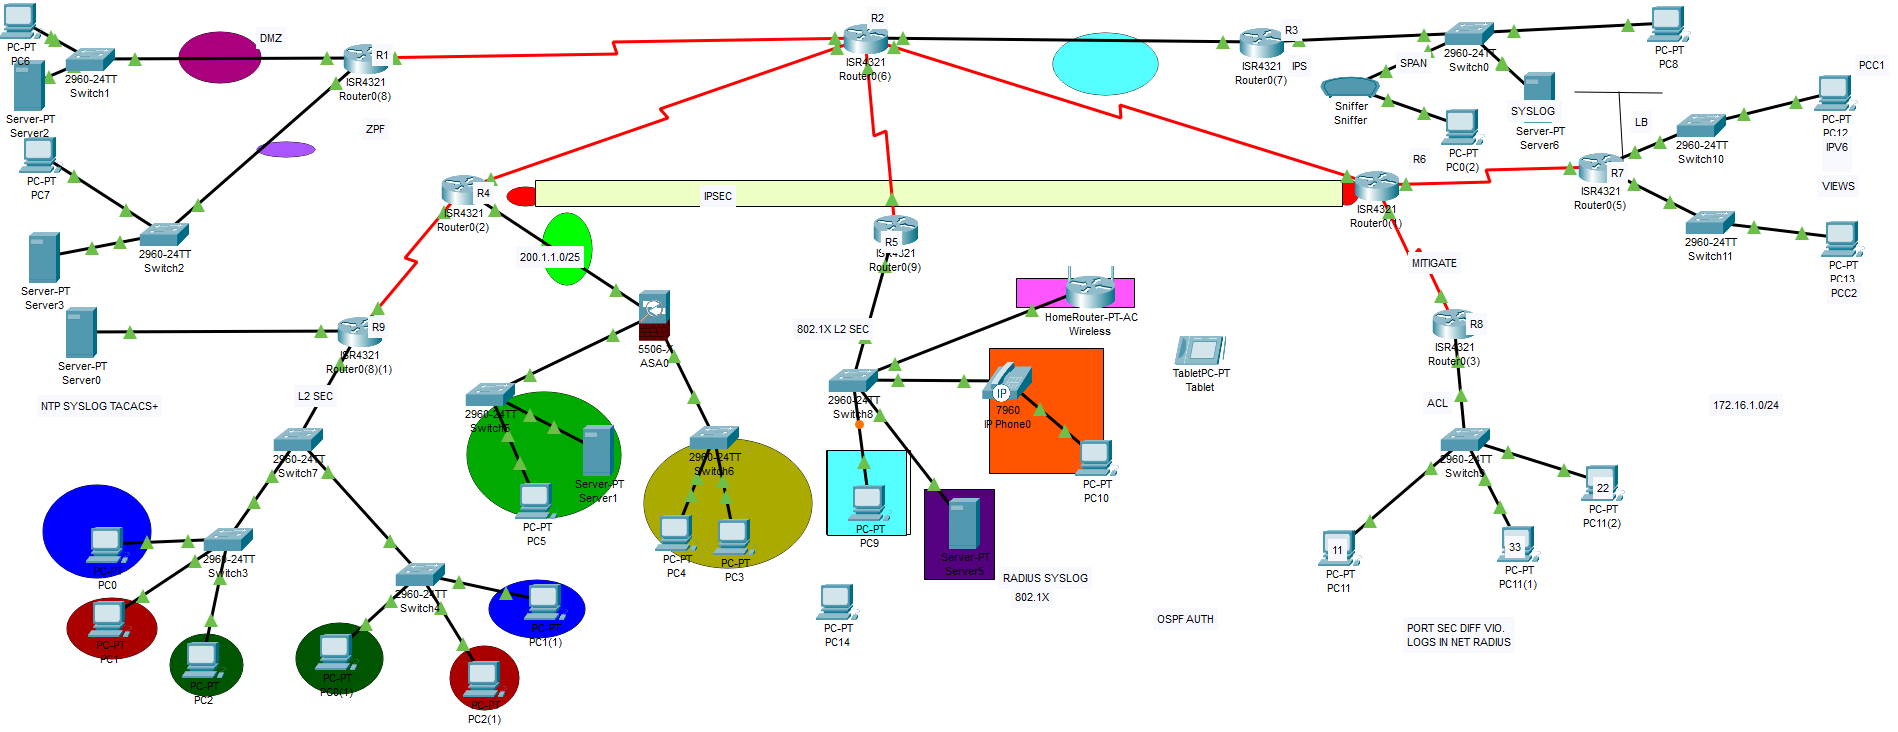 PC-PT
PC6
Server-PT
Server2
2960-24TT
Switch1
DMZ
R1
ISR4321
Router0(8)
ZPF
PC-PT
PC7
Server-PT
Server3
2960-24TT
Switch2
R2
ISR4321
Router0(6)
R3
ISR4321
Router0(7)
IPS
SPAN
2960-24TT
Switch0
PC-PT
PC8
Sniffer
Sniffer
PC-PT
PC0(2)
SYSLOG
Server-PT
Server6
PCC1
PC-PT
PC12
IPV6
LB
2960-24TT
Switch10
VIEWS
R6
ISR4321
Router0(1)
R7
ISR4321
Router0(5)
2960-24TT
Switch11
PC-PT
PC13
PCC2
R4
ISR4321
Router0(2)
IPSEC
200.1.1.0/25
R5
ISR4321
Router0(9)
MITIGATE
Server-PT
Server0
NTP SYSLOG TACACS+
R9
ISR4321
Router0(8)(1)
L2 SEC
5506-X
ASA0
802.1X L2 SEC
HomeRouter-PT-AC
Wireless
TabletPC-PT
Tablet
R8
ISR4321
Router0(3)
ACL
172.16.1.0/24
2960-24TT
Switch7
2960-24TT
Switch5
Server-PT
Server1
PC-PT
PC5
2960-24TT
Switch6
PC-PT
PC4
PC-PT
PC3
2960-24TT
Switch8
IP
7960
IP Phone0
PC-PT
PC10
PC-PT
PC9
Server-PT
Server5
RADIUS SYSLOG
802.1X
PC-PT
PC14
OSPF AUTH
2960-24TT
Switch9
22
PC-PT
PC11(2)
11
PC-PT
PC11
33
PC-PT
PC11(1)
PORT SEC DIFF VIO.
LOGS IN NET RADIUS
PC-PT
PC0
2960-24TT
Switch3
PC-PT
PC1
PC-PT
PC2
2960-24TT
Switch4
PC-PT
PC1(1)
PC-PT
PC0(1)
PC-PT
PC2(1)